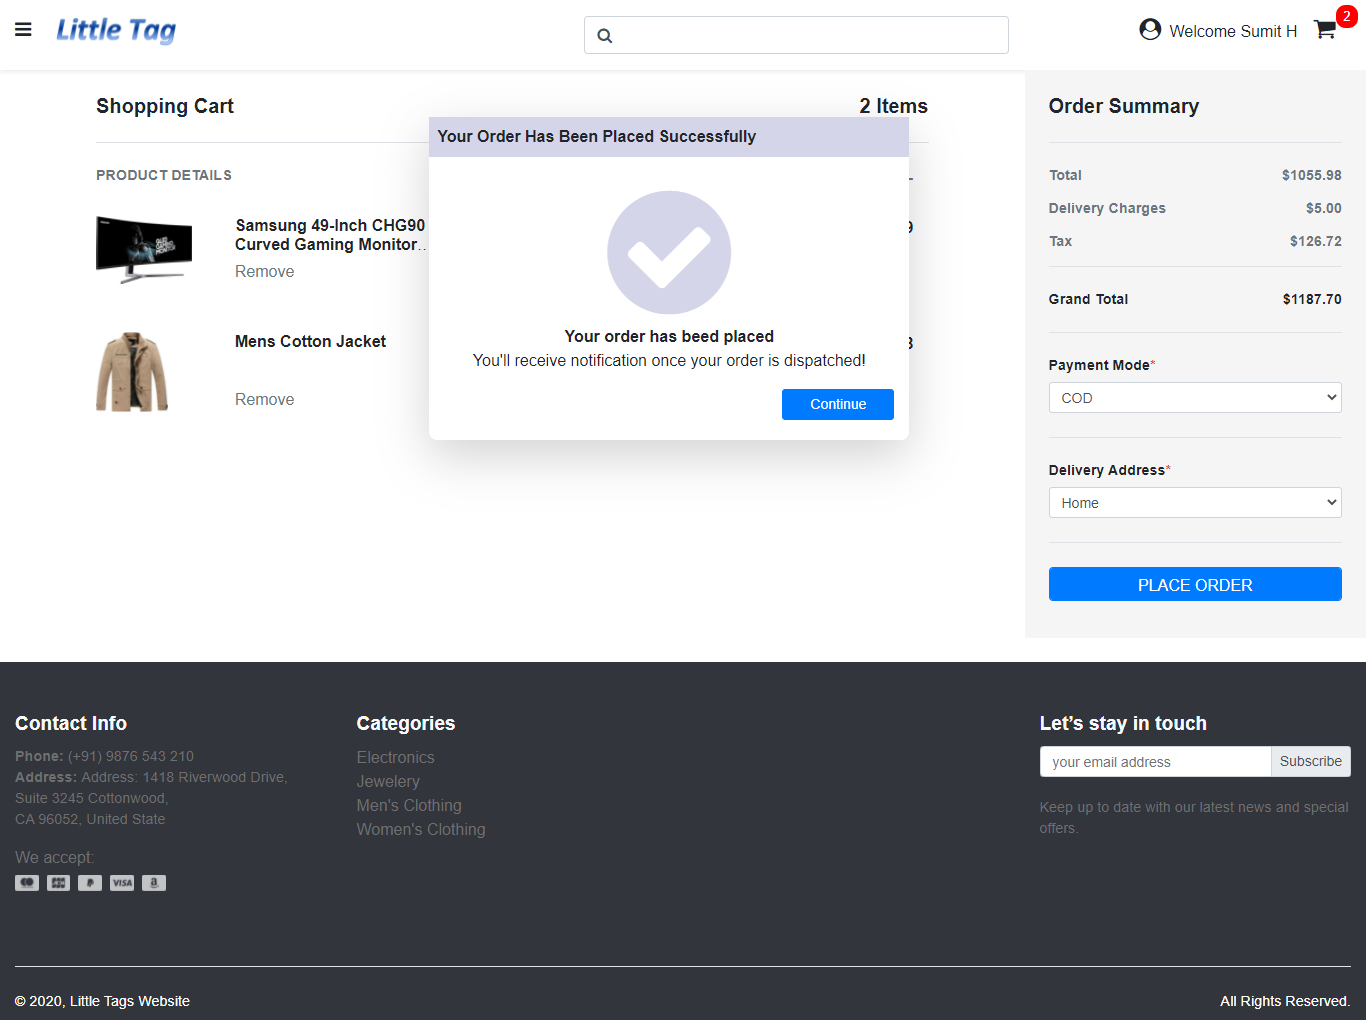 Little Tag
Welcome Sumit H
2
Shopping Cart
2 Items
Order Summary
Your Order Has Been Placed Successfully
PRODUCT DETAILS
Total $1055.98
Delivery Charges $5.00
Tax $126.72
Grand Total $1187.70
Samsung 49-Inch CHG90
Curved Gaming Monitor..
Remove
Mens Cotton Jacket
Remove
Your order has beed placed
You'll receive notification once your order is dispatched!
Continue
Payment Mode*
COD
Delivery Address*
Home
PLACE ORDER
Contact Info
Phone: (+91) 9876 543 210
Address: Address: 1418 Riverwood Drive,
Suite 3245 Cottonwood,
CA 96052, United State
We accept:
VISA
Categories
Electronics
Jewelery
Men's Clothing
Women's Clothing
Let’s stay in touch
your email address Subscribe
Keep up to date with our latest news and special
offers.
© 2020, Little Tags Website
All Rights Reserved.